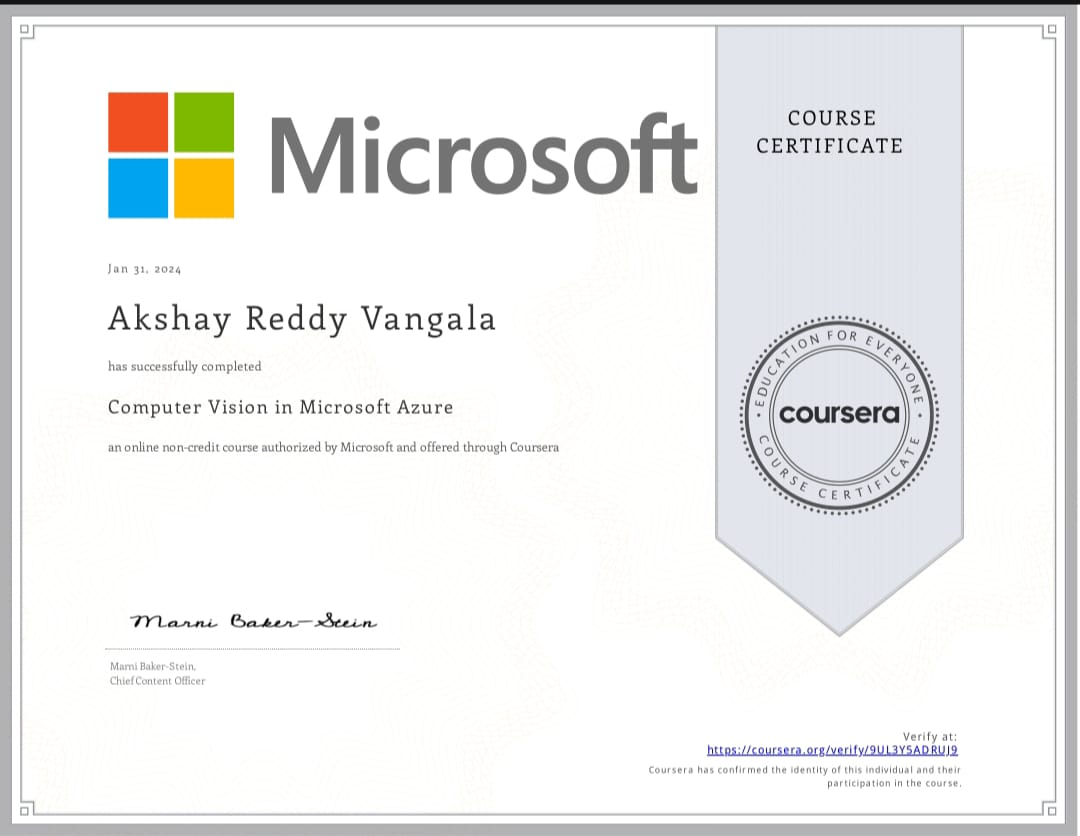 Microsoft
COURSE
CERTIFICATE
Jan 31, 2024
Akshay Reddy Vangala
has successfully completed
Computer Vision in Microsoft Azure
an online non-credit course authorized by Microsoft and offered through Coursera
EDUCATION FOR EVERYONE
coursera
COURSE CERTIFICATE
Marni Baker-Stein
Marni Baker-Stein,
Chief Content Officer
Verify at:
https://coursera.org/verify/9UL3Y5ADRUJ9
Coursera has confirmed the identity of this individual and their
participation in the course.